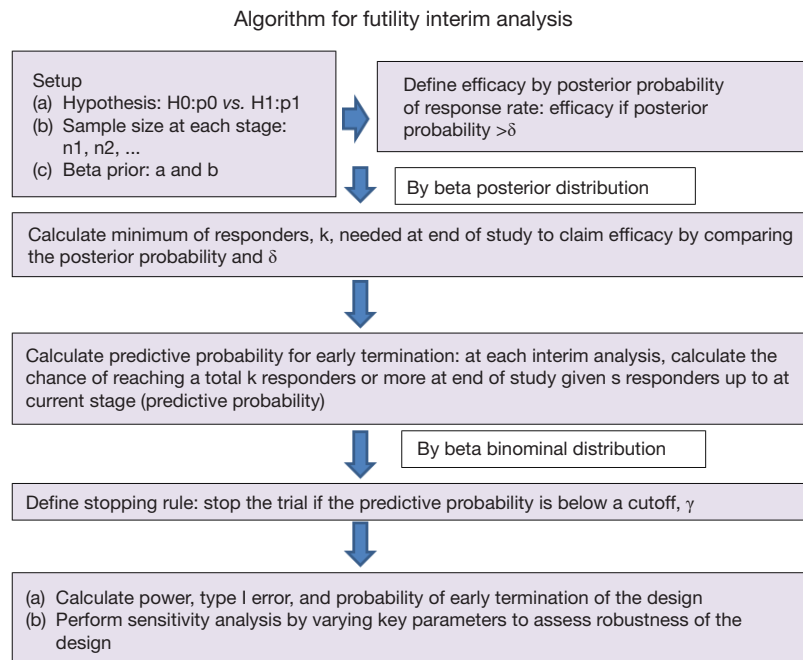 Algorithm for futility interim analysis
Setup
(a) Hypothesis: H0:p0 vs. H1:p1
(b) Sample size at each stage:
n1, n2, ...
(c) Beta prior: a and b
Define efficacy by posterior probability
of response rate: efficacy if posterior
probability >δ
By beta posterior distribution
Calculate minimum of responders, k, needed at end of study to claim efficacy by comparing
the posterior probability and δ
Calculate predictive probability for early termination: at each interim analysis, calculate the
chance of reaching a total k responders or more at end of study given s responders up to at
current stage (predictive probability)
By beta binominal distribution
Define stopping rule: stop the trial if the predictive probability is below a cutoff, γ
(a) Calculate power, type I error, and probability of early termination of the design
(b) Perform sensitivity analysis by varying key parameters to assess robustness of the
design